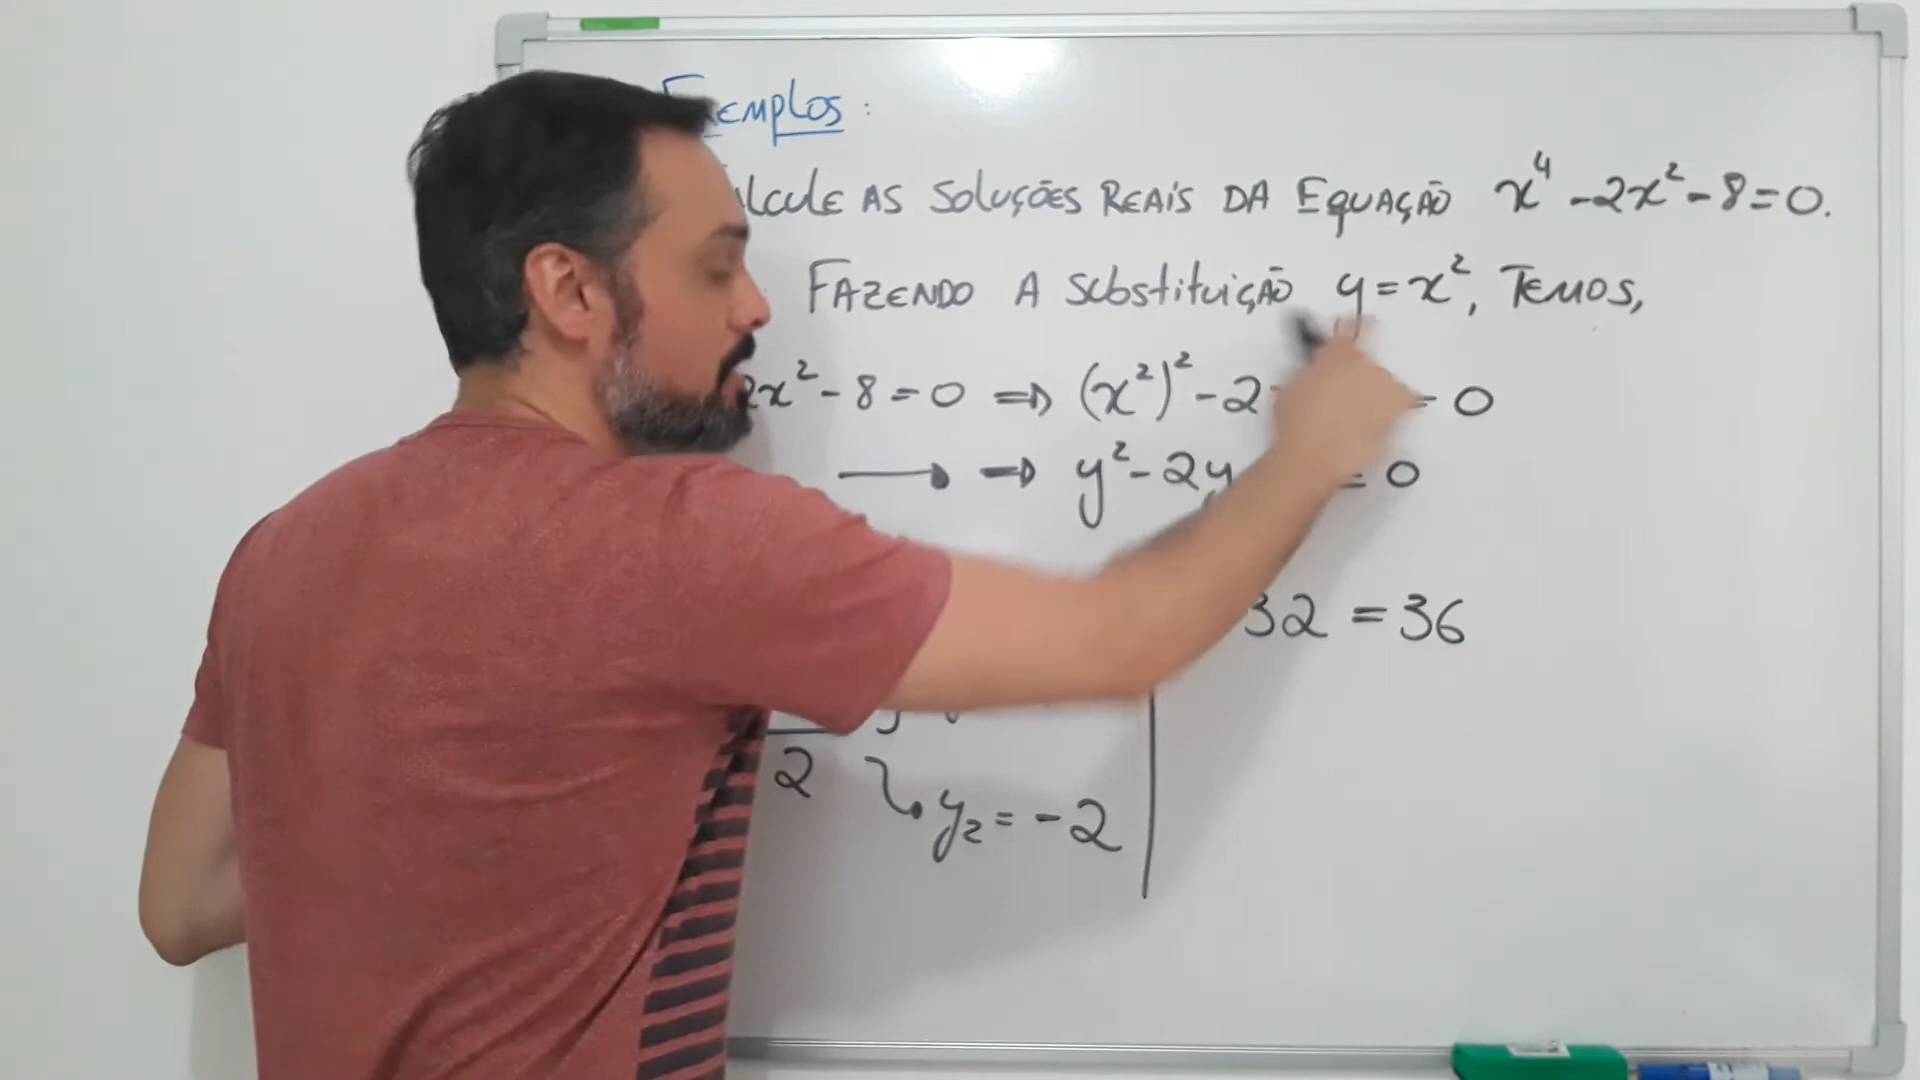 Exemplos:
as soluções reais da equação x⁴ - 2x² - 8 = 0.
Fazendo a substituição y = x², temos,
2x² - 8 = 0 ⇒ (x²)² - 2 = 0
⇒ y² - 2y = 0
32 = 36
2 y₂ = -2